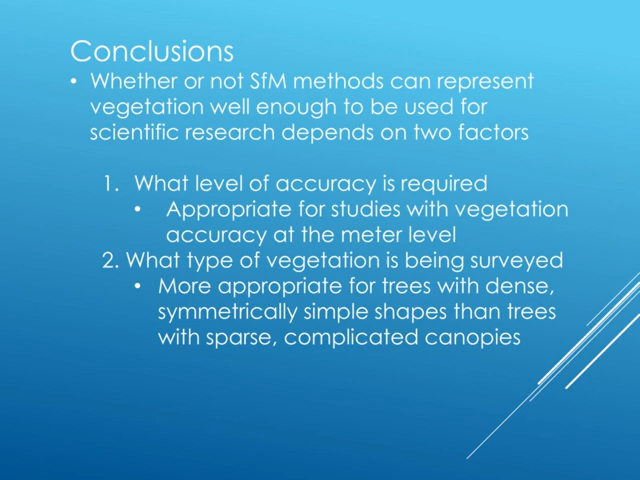 Conclusions
• Whether or not SfM methods can represent
vegetation well enough to be used for
scientific research depends on two factors
1. What level of accuracy is required
• Appropriate for studies with vegetation
accuracy at the meter level
2. What type of vegetation is being surveyed
• More appropriate for trees with dense,
symmetrically simple shapes than trees
with sparse, complicated canopies